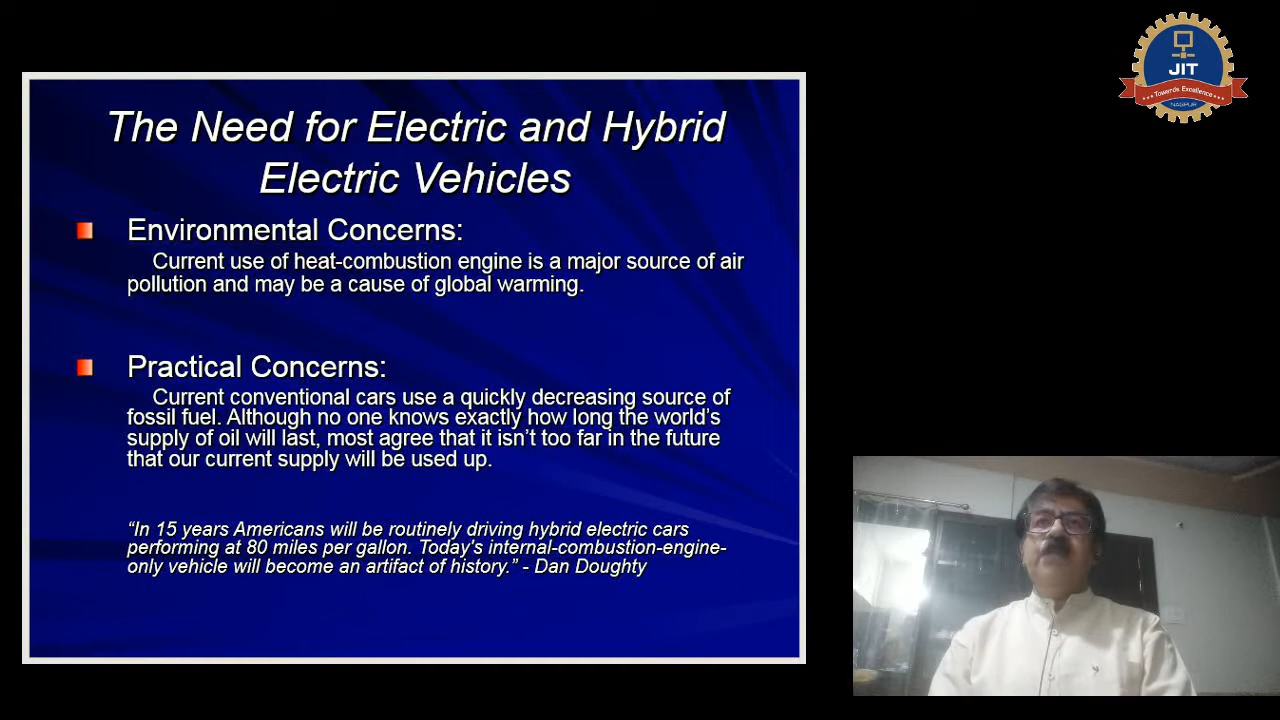 The Need for Electric and Hybrid
Electric Vehicles
Environmental Concerns:
Current use of heat-combustion engine is a major source of air
pollution and may be a cause of global warming.
Practical Concerns:
Current conventional cars use a quickly decreasing source of
fossil fuel. Although no one knows exactly how long the world's
supply of oil will last, most agree that it isn't too far in the future
that our current supply will be used up.
“In 15 years Americans will be routinely driving hybrid electric cars
performing at 80 miles per gallon. Today's internal-combustion-engine-
only vehicle will become an artifact of history.” - Dan Doughty
JIT
Towards Excellence
NAGPUR